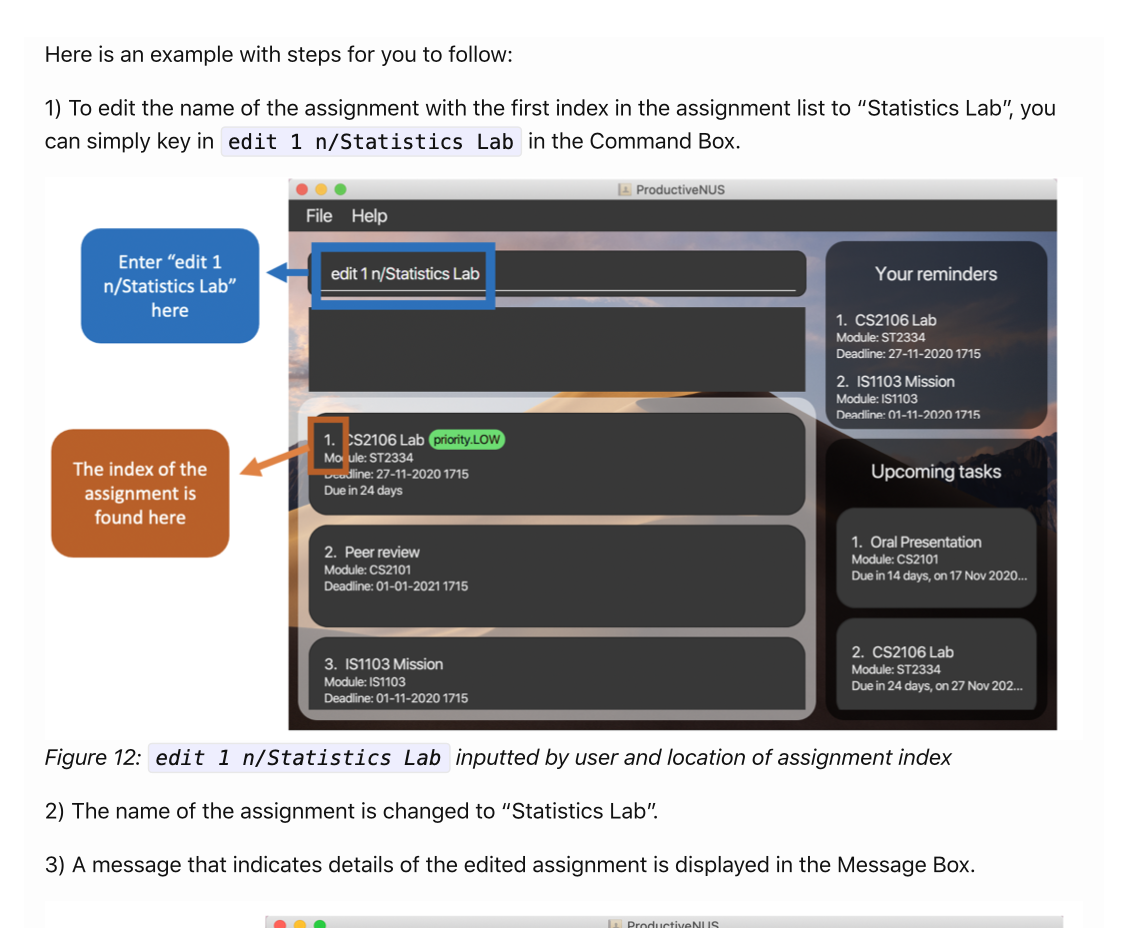 Here is an example with steps for you to follow:
1) To edit the name of the assignment with the first index in the assignment list to “Statistics Lab”, you
can simply key in edit 1 n/Statistics Lab in the Command Box.
ProductiveNUS
File Help
Enter “edit 1
n/Statistics Lab”
here
edit 1 n/Statistics Lab
The index of the
assignment is
found here
1. CS2106 Lab priority.LOW
Module: ST2334
Deadline: 27-11-2020 1715
Due in 24 days
2. Peer review
Module: CS2101
Deadline: 01-01-2021 1715
3. IS1103 Mission
Module: IS1103
Deadline: 01-11-2020 1715
Your reminders
1. CS2106 Lab
Module: ST2334
Deadline: 27-11-2020 1715
2. IS1103 Mission
Module: IS1103
Deadline: 01-11-2020 1715
Upcoming tasks
1. Oral Presentation
Module: CS2101
Due in 14 days, on 17 Nov 2020...
2. CS2106 Lab
Module: ST2334
Due in 24 days, on 27 Nov 202...
Figure 12: edit 1 n/Statistics Lab inputted by user and location of assignment index
2) The name of the assignment is changed to “Statistics Lab”.
3) A message that indicates details of the edited assignment is displayed in the Message Box.
ProductiveNUS